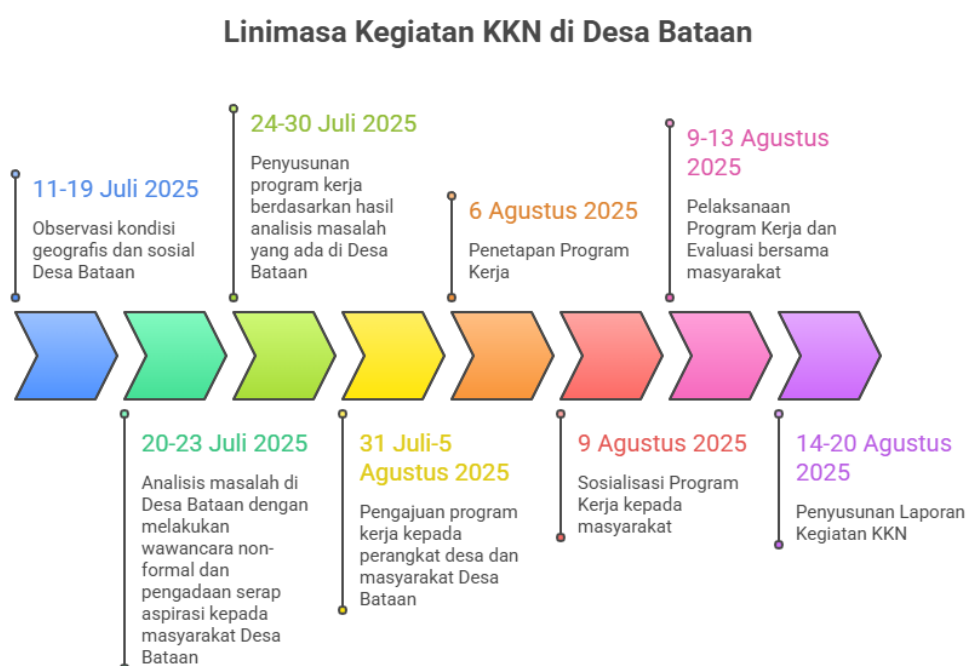 Linimasa Kegiatan KKN di Desa Bataan
11-19 Juli 2025
Observasi kondisi
geografis dan sosial
Desa Bataan
20-23 Juli 2025
Analisis masalah di
Desa Bataan dengan
melakukan
wawancara non-
formal dan
pengadaan serap
aspirasi kepada
masyarakat Desa
Bataan
24-30 Juli 2025
Penyusunan
program kerja
berdasarkan hasil
analisis masalah
yang ada di Desa
Bataan
31 Juli-5
Agustus 2025
Pengajuan program
kerja kepada
perangkat desa dan
masyarakat Desa
Bataan
6 Agustus 2025
Penetapan Program
Kerja
9 Agustus 2025
Sosialisasi Program
Kerja kepada
masyarakat
9-13 Agustus
2025
Pelaksanaan
Program Kerja dan
Evaluasi bersama
masyarakat
14-20 Agustus
2025
Penyusunan Laporan
Kegiatan KKN